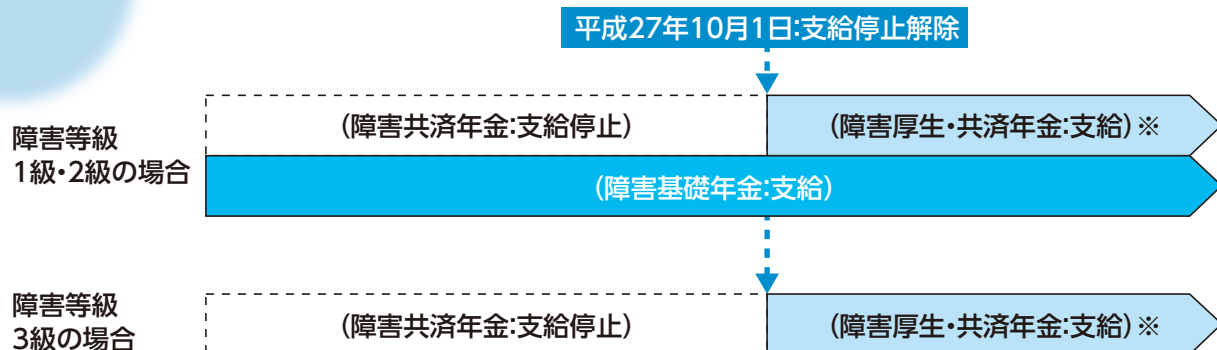 平成27年10月1日:支給停止解除
障害等級
1級・2級の場合
(障害共済年金:支給停止)
(障害厚生・共済年金:支給)※
(障害基礎年金:支給)
障害等級
3級の場合
(障害共済年金:支給停止)
(障害厚生・共済年金:支給)※